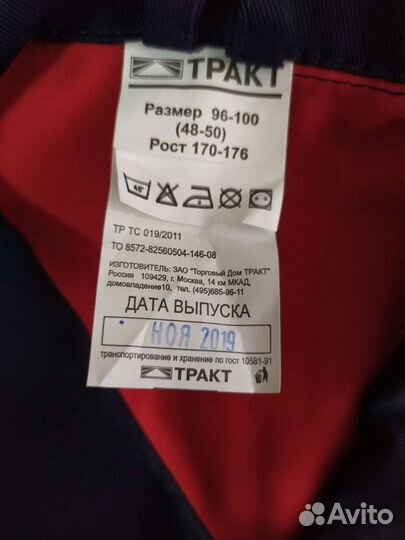 ТРАКТ
Размер 96-100
(48-50)
Рост 170-176
40°
ТР ТС 019/2011
ТО 8572-82560504-146-08
ИЗГОТОВИТЕЛЬ: ЗАО "Торговый Дом ТРАКТ"
Россия 109429, г. Москва, 14 км МКАД,
домовладение10, тел. (495)685-96-11
ДАТА ВЫПУСКА
НОЯ 2019
транспортирование и хранение по гост 10581-91
ТРАКТ
Avito